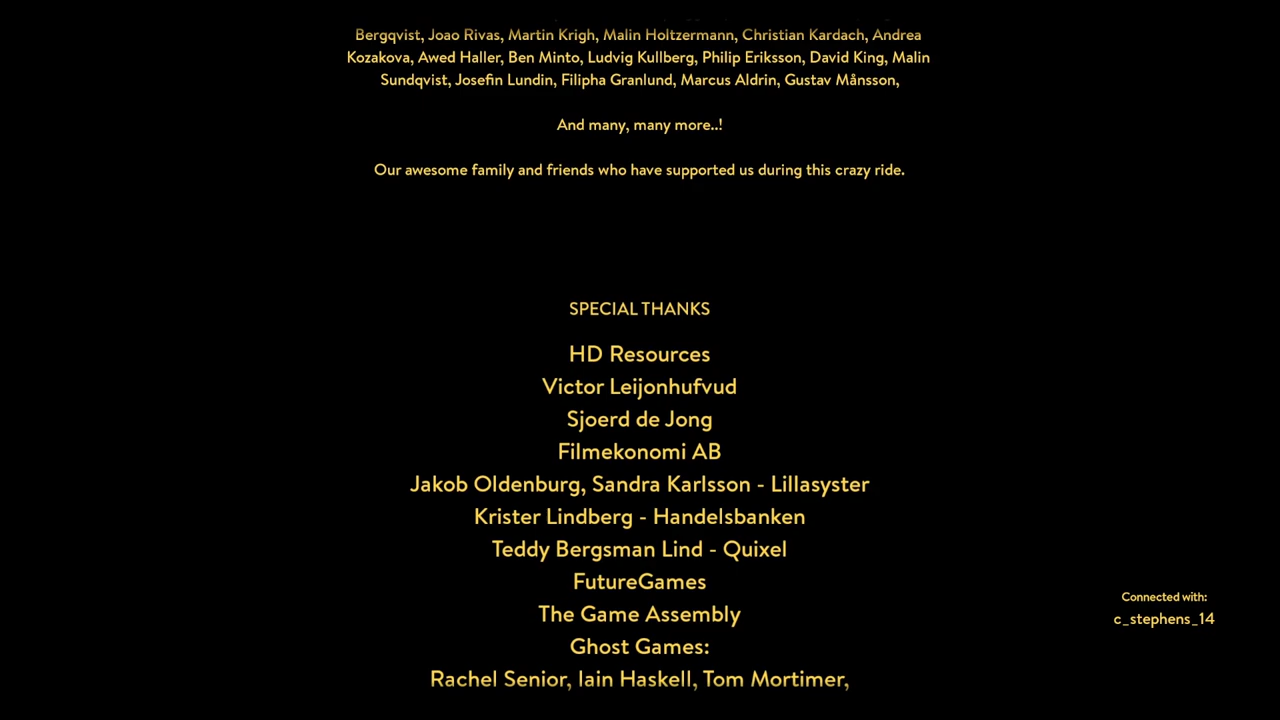 Bergqvist, Joao Rivas, Martin Krigh, Malin Holtzermann, Christian Kardach, Andrea
Kozakova, Awed Haller, Ben Minto, Ludvig Kullberg, Philip Eriksson, David King, Malin
Sundqvist, Josefin Lundin, Filipha Granlund, Marcus Aldrin, Gustav Månsson,
And many, many more..!
Our awesome family and friends who have supported us during this crazy ride.
SPECIAL THANKS
HD Resources
Victor Leijonhufvud
Sjoerd de Jong
Filmekonomi AB
Jakob Oldenburg, Sandra Karlsson - Lillasyster
Krister Lindberg - Handelsbanken
Teddy Bergsman Lind - Quixel
FutureGames
The Game Assembly
Ghost Games:
Rachel Senior, Iain Haskell, Tom Mortimer,
Connected with:
c_stephens_14